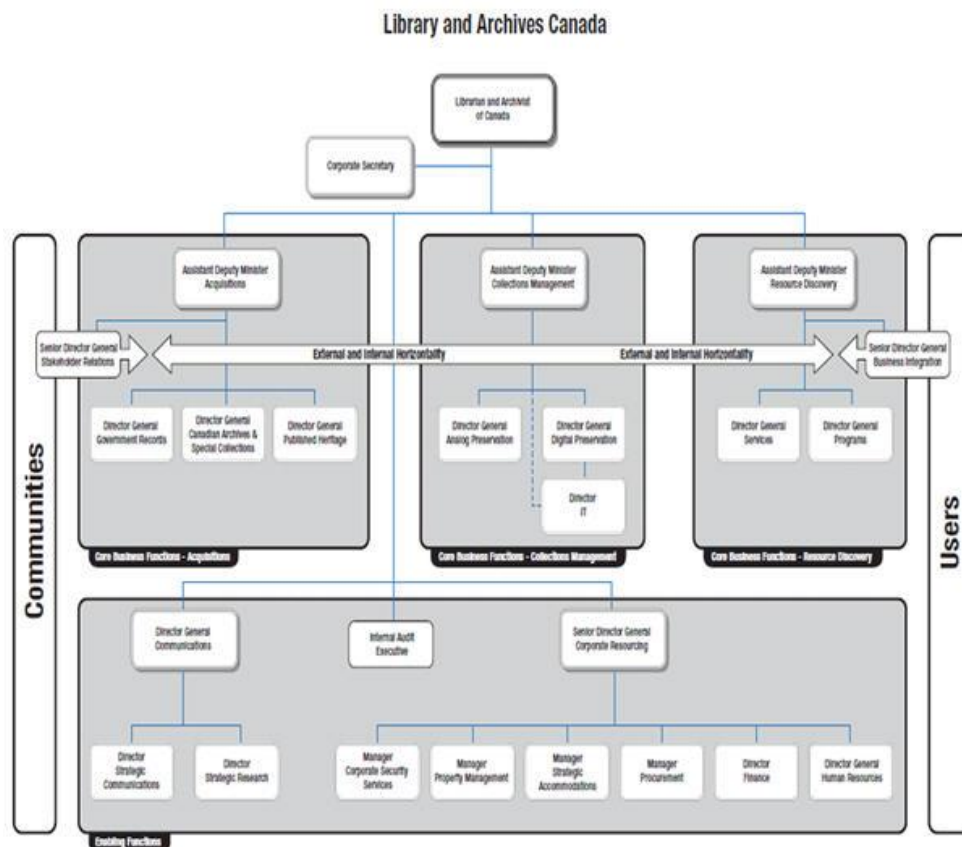 Library and Archives Canada
Librarian and Archivist
of Canada
Corporate Secretary
Communities
Users
Assistant Deputy Minister
Acquisitions
Assistant Deputy Minister
Collections Management
Assistant Deputy Minister
Resource Discovery
Senior Director General
Stakeholder Relations
External and Internal Horizontality
External and Internal Horizontality
Senior Director General
Business Integration
Director General
Government Records
Director General
Canadian Archives &
Special Collections
Director General
Published Heritage
Director General
Analog Preservation
Director General
Digital Preservation
Director General
Services
Director General
Programs
Director
IT
Core Business Functions - Acquisitions
Core Business Functions - Collections Management
Core Business Functions - Resource Discovery
Director General
Communications
Internal Audit
Executive
Senior Director General
Corporate Resourcing
Director
Strategic
Communications
Director
Strategic Research
Manager
Corporate Security
Services
Manager
Property Management
Manager
Strategic
Accommodations
Manager
Procurement
Director
Finance
Director General
Human Resources
Enabling Functions